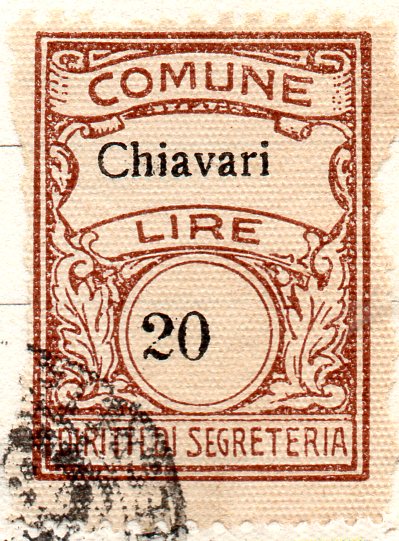 COMUNE
Chiavari
LIRE
20
DIRITTI DI SEGRETERIA